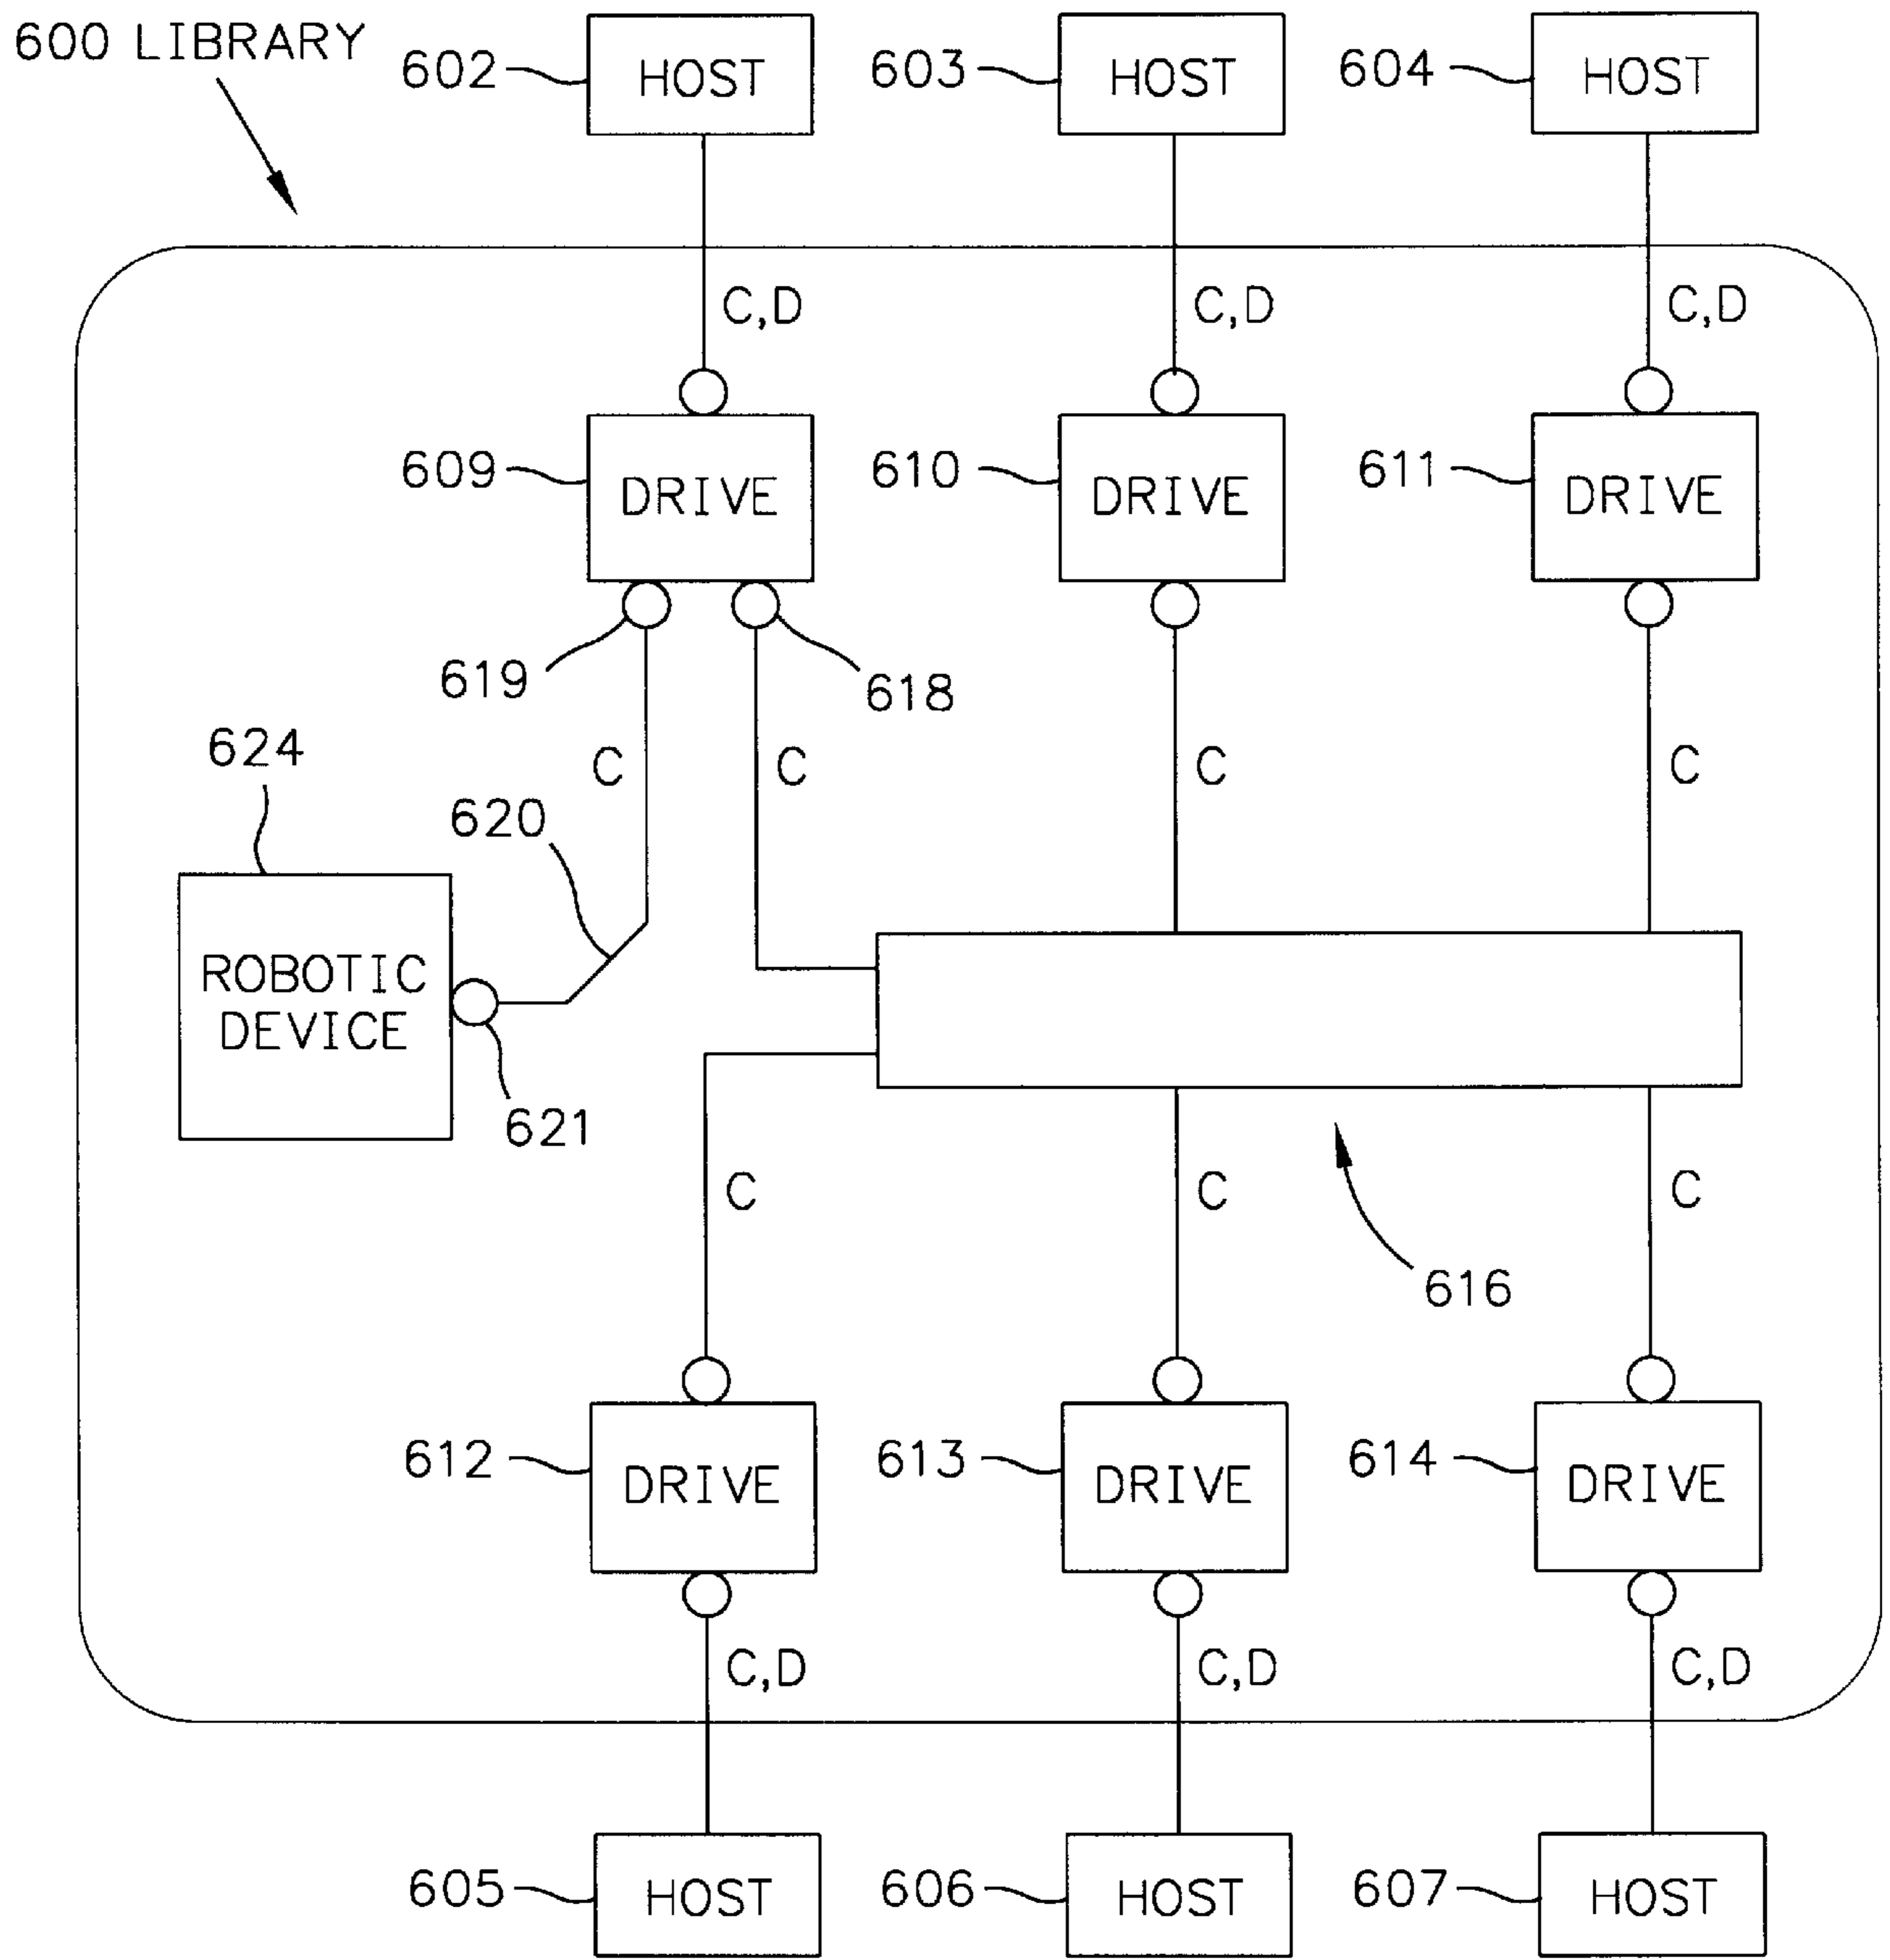 600 LIBRARY
602 HOST
603 HOST
604 HOST
C,D
C,D
C,D
609 DRIVE
610 DRIVE
611 DRIVE
619
618
624
C
C
C
C
620
ROBOTIC
DEVICE
621
C
C
C
616
612 DRIVE
613 DRIVE
614 DRIVE
C,D
C,D
C,D
605 HOST
606 HOST
607 HOST